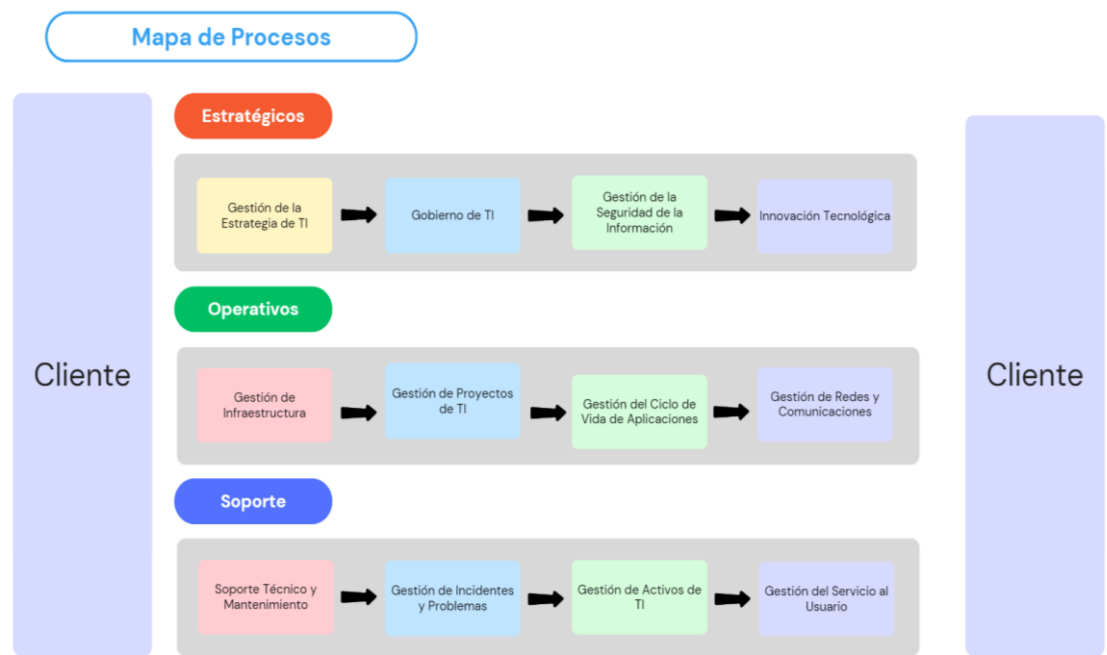 Mapa de Procesos
Estratégicos
Gestión de la
Estrategia de TI
Gobierno de TI
Gestión de la
Seguridad de la
Información
Innovación Tecnológica
Operativos
Cliente
Cliente
Gestión de
Infraestructura
Gestión de Proyectos
de TI
Gestión del Ciclo de
Vida de Aplicaciones
Gestión de Redes y
Comunicaciones
Soporte
Soporte Técnico y
Mantenimiento
Gestión de Incidentes
y Problemas
Gestión de Activos de
TI
Gestión del Servicio al
Usuario